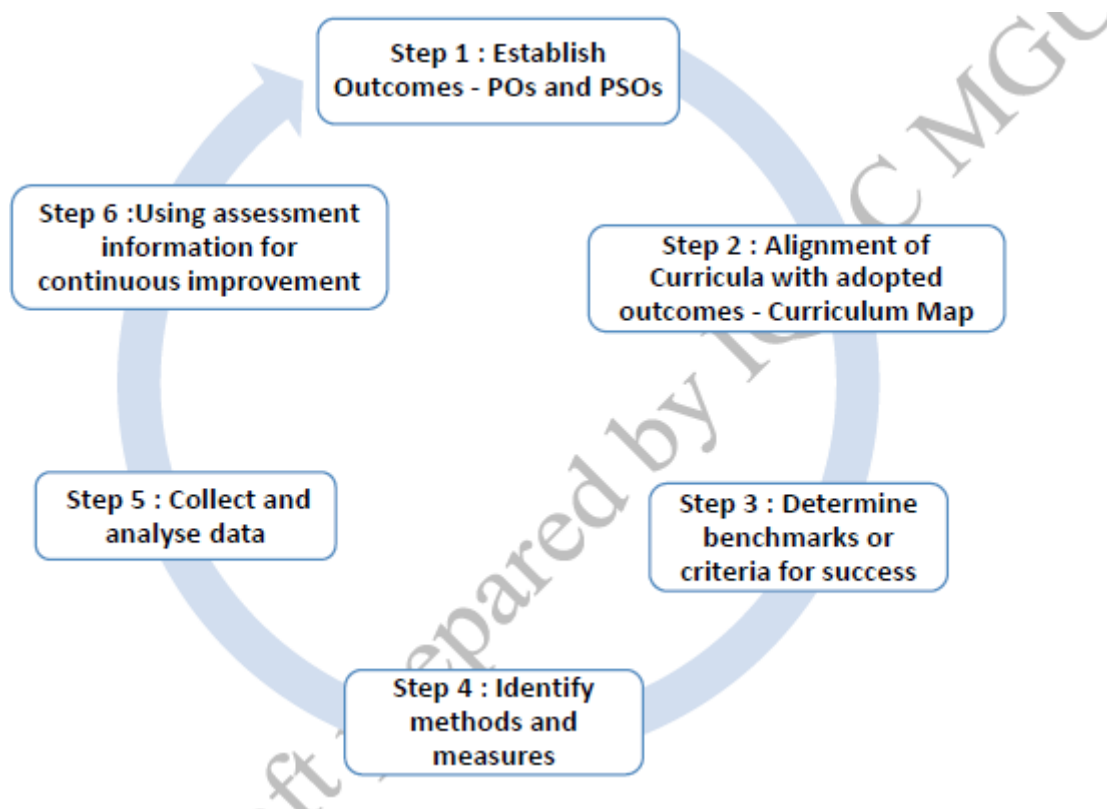 Step 1 : Establish
Outcomes - POs and PSOs
Step 2 : Alignment of
Curricula with adopted
outcomes - Curriculum Map
Step 3 : Determine
benchmarks or
criteria for success
Step 4 : Identify
methods and
measures
Step 5 : Collect and
analyse data
Step 6 :Using assessment
information for
continuous improvement
by